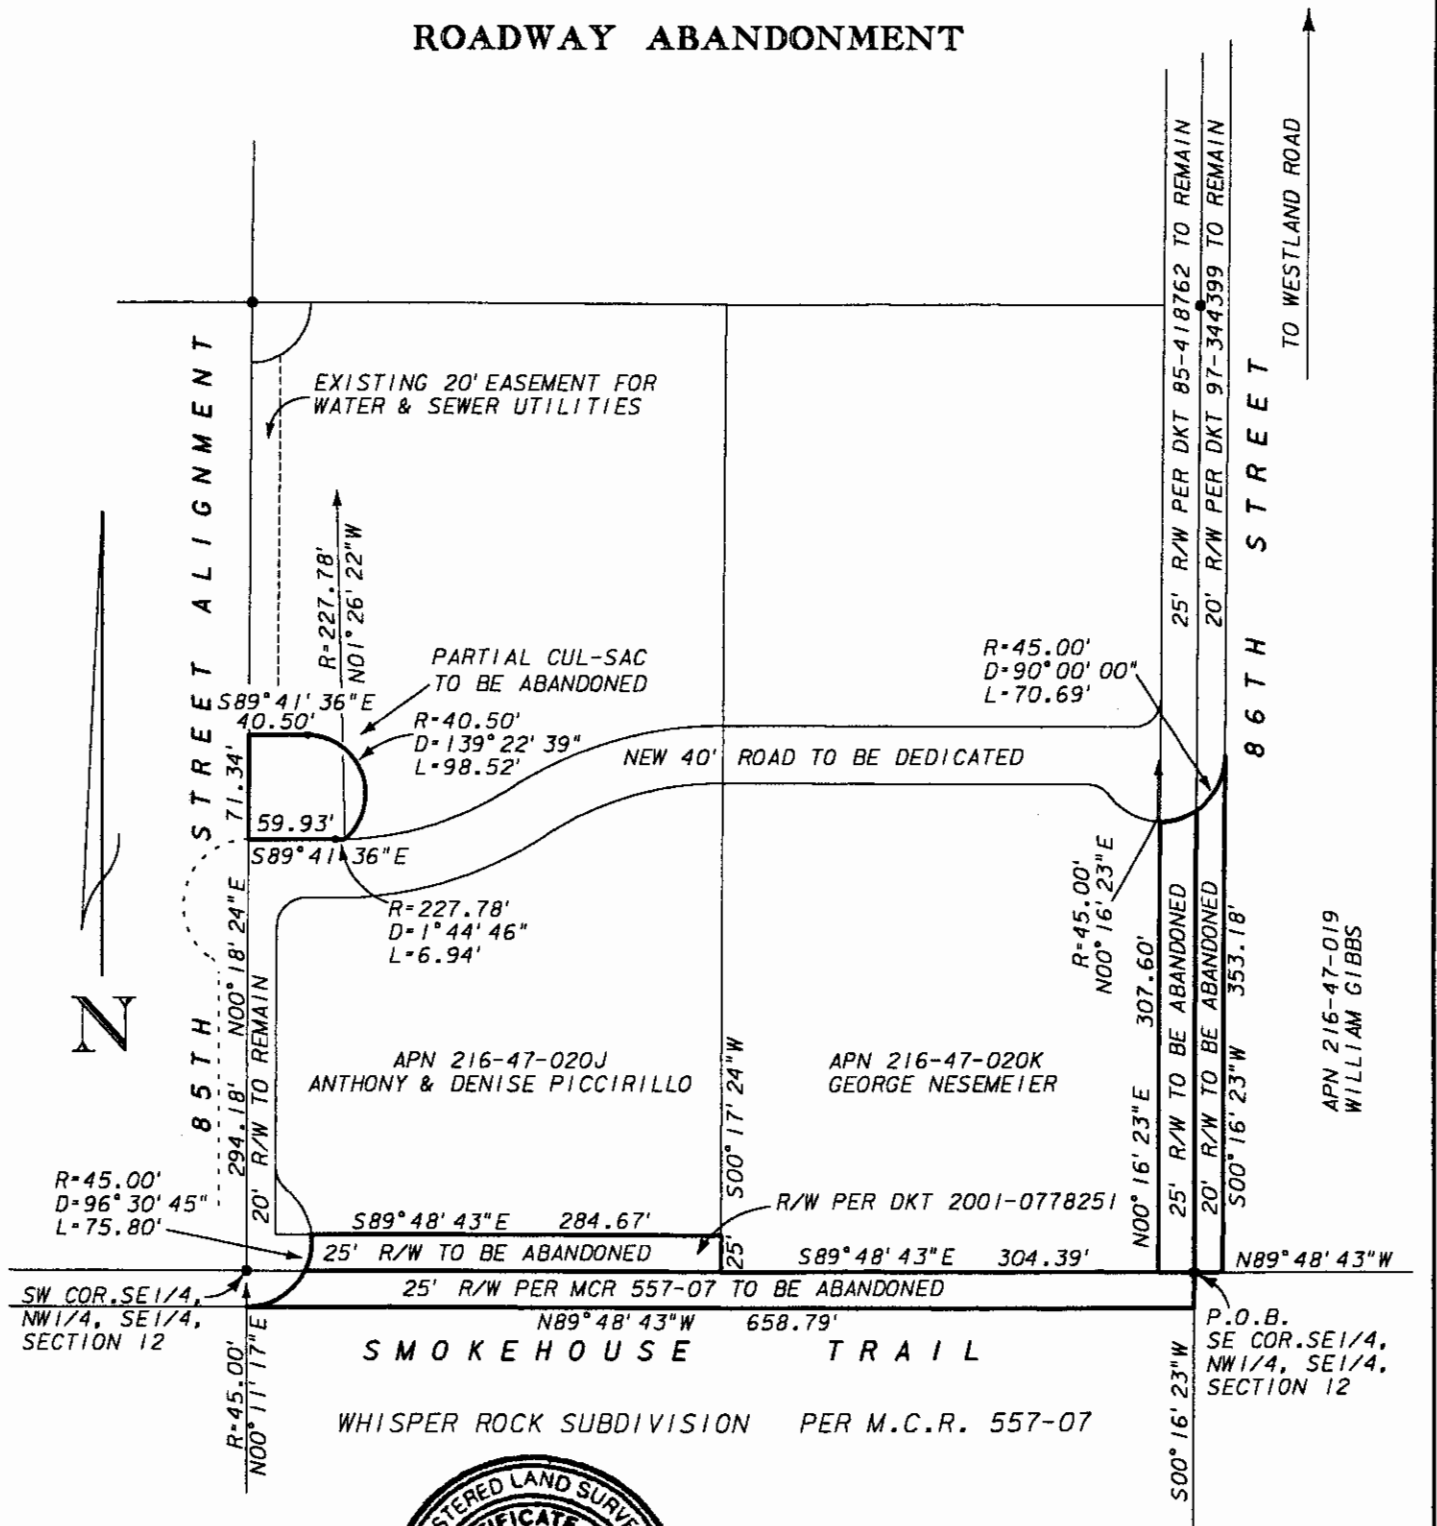 ROADWAY ABANDONMENT
25' R/W PER DKT 85-418762 TO REMAIN
20' R/W PER DKT 97-344399 TO REMAIN
TO WESTLAND ROAD
86TH STREET
85TH STREET ALIGNMENT
EXISTING 20' EASEMENT FOR
WATER & SEWER UTILITIES
R=227.78'
N01°26'22"W
PARTIAL CUL-SAC
TO BE ABANDONED
S89°41'36"E
40.50'
R=40.50'
D=139°22'39"
L=98.52'
71.34'
59.93'
S89°41'36"E
R=227.78'
D=1°44'46"
L=6.94'
NEW 40' ROAD TO BE DEDICATED
R=45.00'
D=90°00'00"
L=70.69'
R=45.00'
N00°16'23"E
N
294.18' N00°18'24"E
20' R/W TO REMAIN
APN 216-47-020J
ANTHONY & DENISE PICCIRILLO
S00°17'24"W
25'
APN 216-47-020K
GEORGE NESEMEIER
N00°16'23"E 307.60'
25' R/W TO BE ABANDONED
20' R/W TO BE ABANDONED
S00°16'23"W 353.18'
APN 216-47-019
WILLIAM GIBBS
R=45.00'
D=96°30'45"
L=75.80'
R/W PER DKT 2001-0778251
S89°48'43"E 284.67'
25' R/W TO BE ABANDONED
S89°48'43"E 304.39'
N89°48'43"W
25' R/W PER MCR 557-07 TO BE ABANDONED
SW COR.SE1/4,
NW1/4, SE1/4,
SECTION 12
N89°48'43"W 658.79'
P.O.B.
SE COR.SE1/4,
NW1/4, SE1/4,
SECTION 12
SMOKEHOUSE TRAIL
R=45.00'
N00°11'17"E
S00°16'23"W
WHISPER ROCK SUBDIVISION PER M.C.R. 557-07
LAND